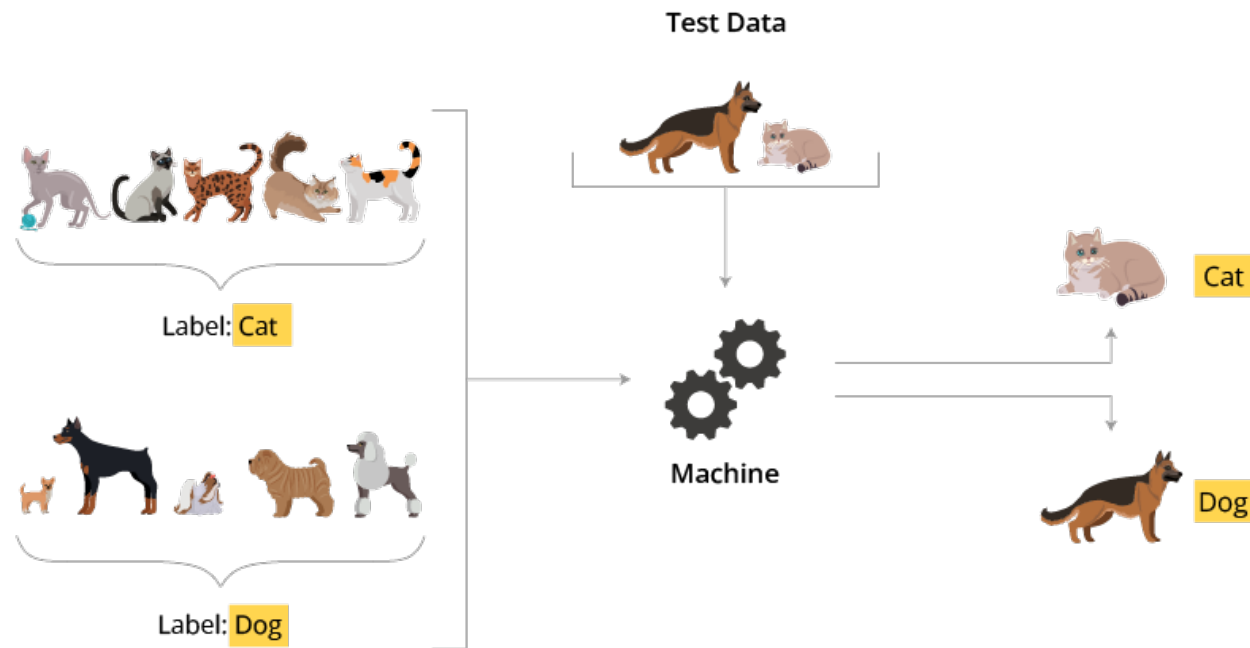 Test Data
Label: Cat
Label: Dog
Machine
Cat
Dog